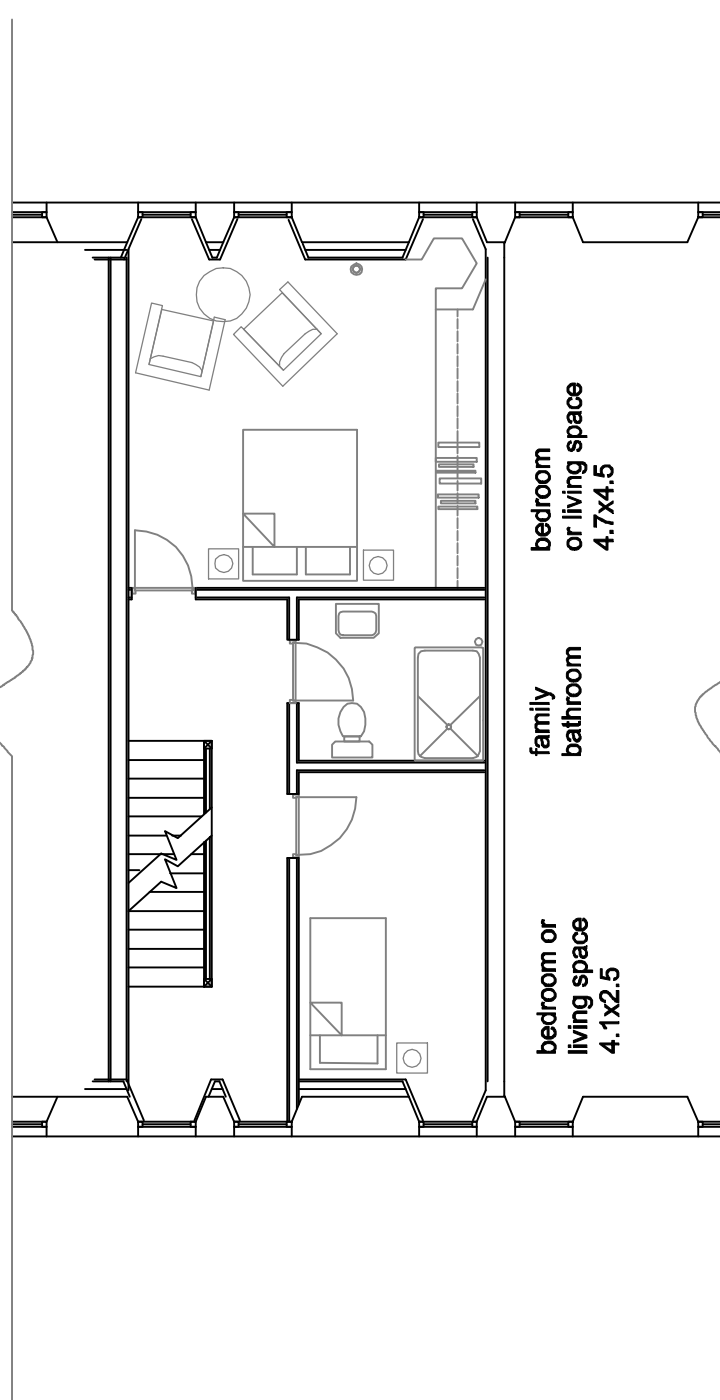 bedroom
or living space
4.7x4.5
family
bathroom
bedroom or
living space
4.1x2.5